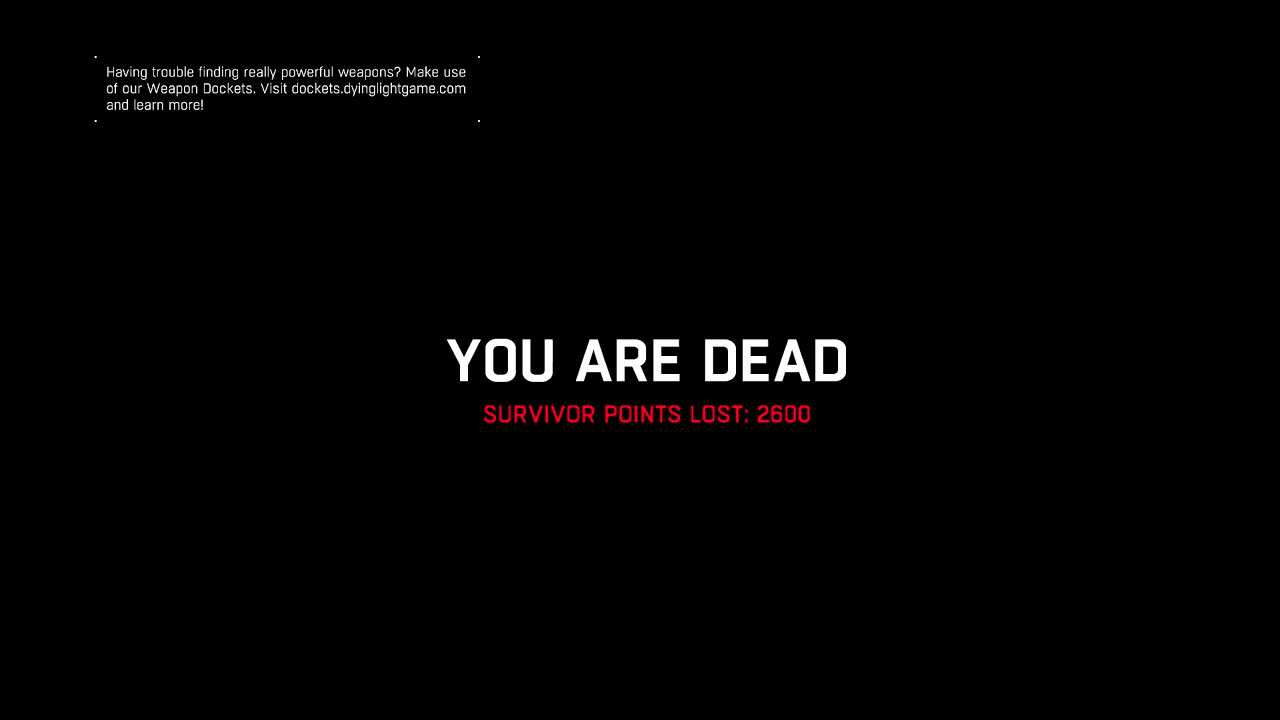 Having trouble finding really powerful weapons? Make use
of our Weapon Dockets. Visit dockets.dyinglightgame.com
and learn more!
YOU ARE DEAD
SURVIVOR POINTS LOST: 2600